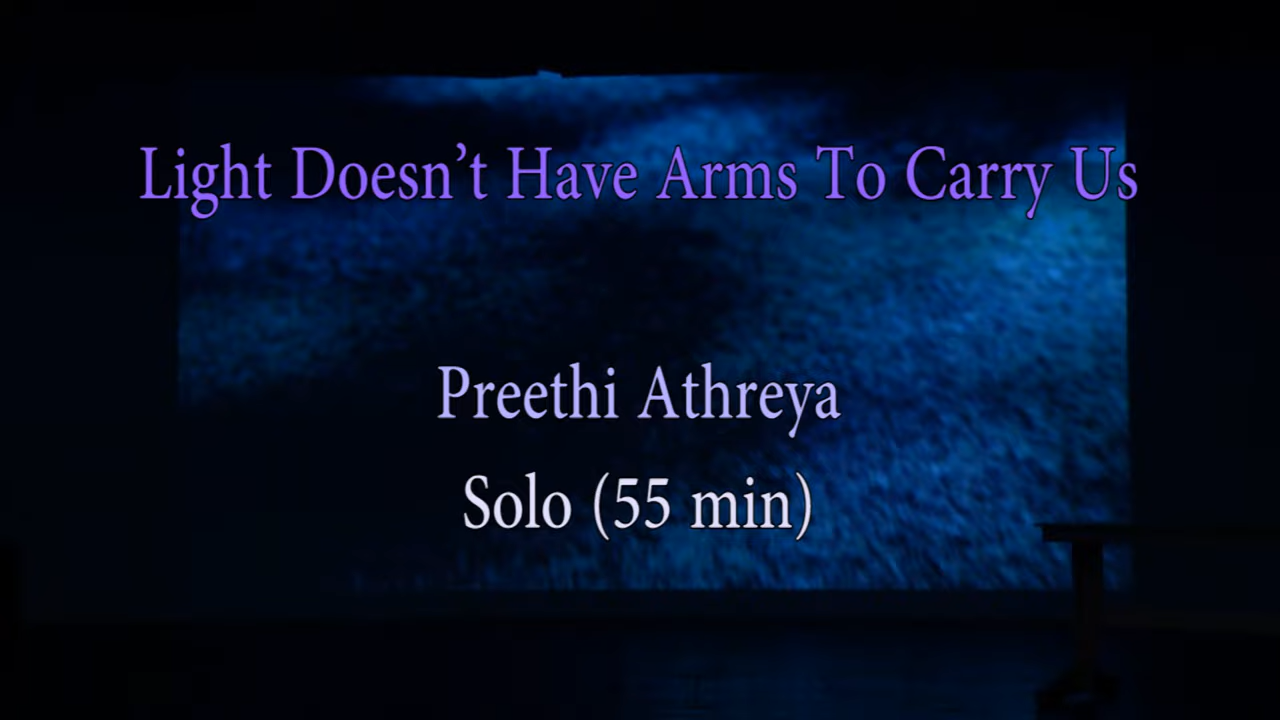 Light Doesn’t Have Arms To Carry Us
Preethi Athreya
Solo (55 min)